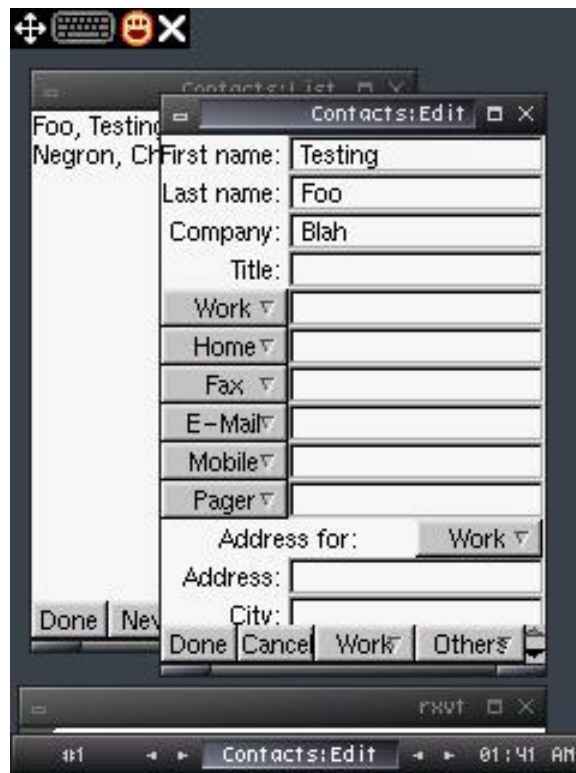 Contacts:List
Contacts:Edit
Foo, Testing
Negron, Ch
First name: Testing
Last name: Foo
Company: Blah
Title:
Work
Home
Fax
E-Mail
Mobile
Pager
Address for: Work
Address:
City:
Done
Done Cancel Work Others
rxvt
#1 Contacts:Edit 01:41 AM